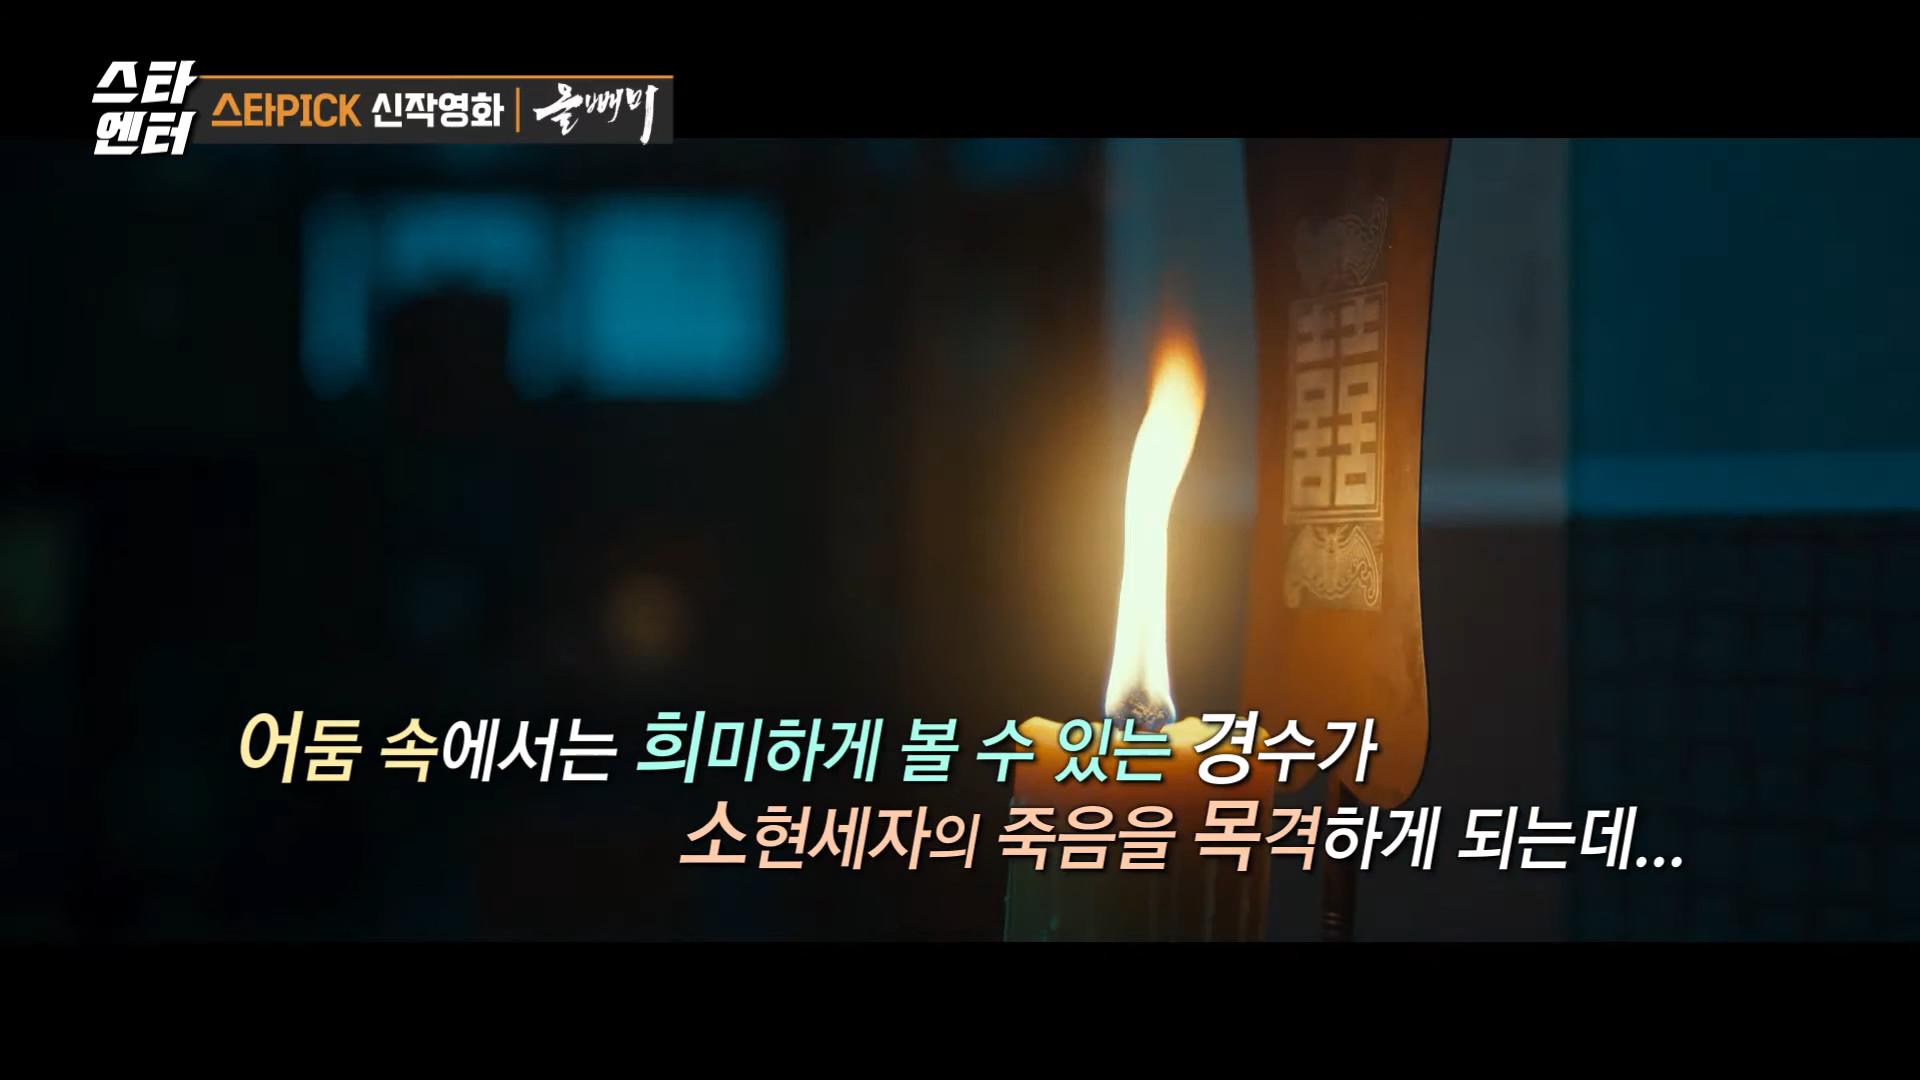 스타
엔터
스타PICK 신작영화 | 올빼미
囍
어둠 속에서는 희미하게 볼 수 있는 경수가
소현세자의 죽음을 목격하게 되는데...